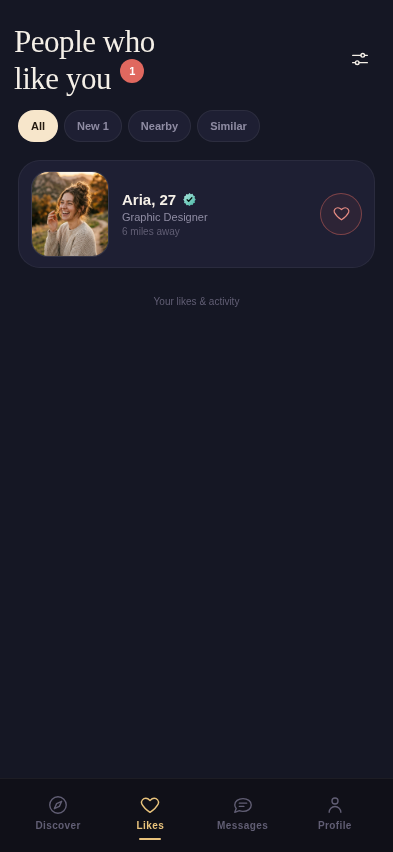 People who
like you 1
All New 1 Nearby Similar
Aria, 27
Graphic Designer
6 miles away
Your likes & activity
Discover Likes Messages Profile